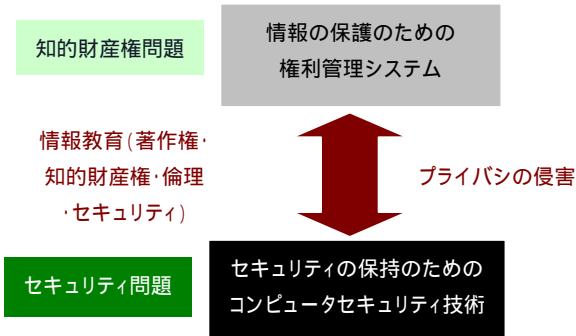 知的財産権問題
情報の保護のための
権利管理システム
情報教育(著作権・
知的財産権・倫理
・セキュリティ)
プライバシの侵害
セキュリティ問題
セキュリティの保持のための
コンピュータセキュリティ技術